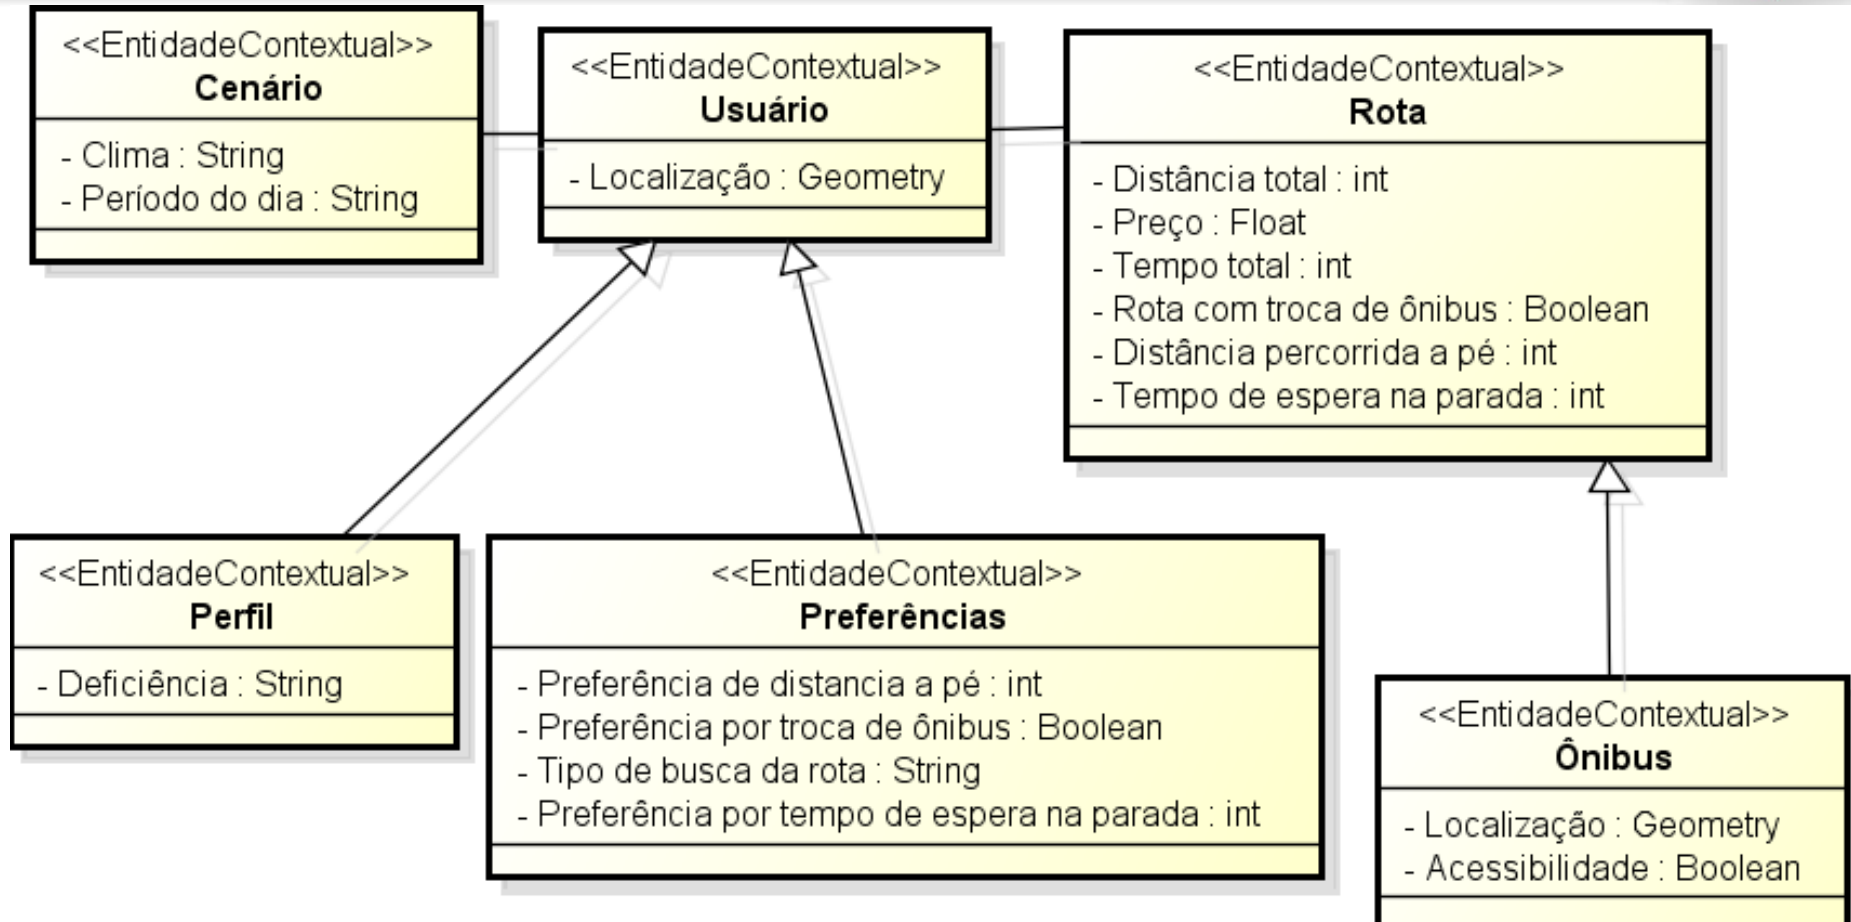 <<EntidadeContextual>>
Cenário
- Clima : String
- Período do dia : String
<<EntidadeContextual>>
Usuário
- Localização : Geometry
<<EntidadeContextual>>
Rota
- Distância total : int
- Preço : Float
- Tempo total : int
- Rota com troca de ônibus : Boolean
- Distância percorrida a pé : int
- Tempo de espera na parada : int
<<EntidadeContextual>>
Perfil
- Deficiência : String
<<EntidadeContextual>>
Preferências
- Preferência de distancia a pé : int
- Preferência por troca de ônibus : Boolean
- Tipo de busca da rota : String
- Preferência por tempo de espera na parada : int
<<EntidadeContextual>>
Ônibus
- Localização : Geometry
- Acessibilidade : Boolean